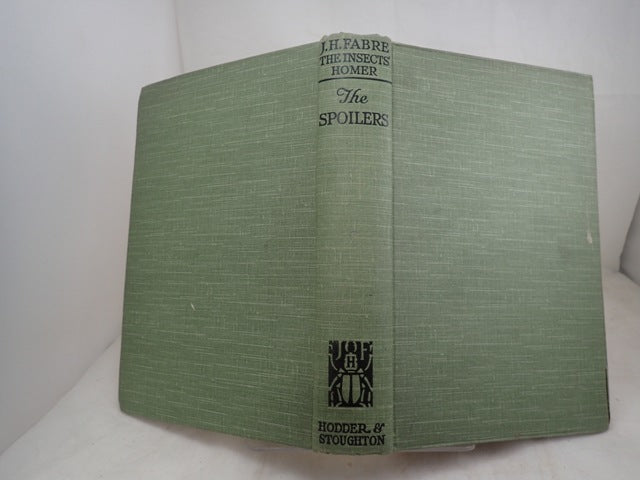 J.H.FABRE
THE INSECTS'
HOMER
The
SPOILERS
J F
H
HODDER &
STOUGHTON